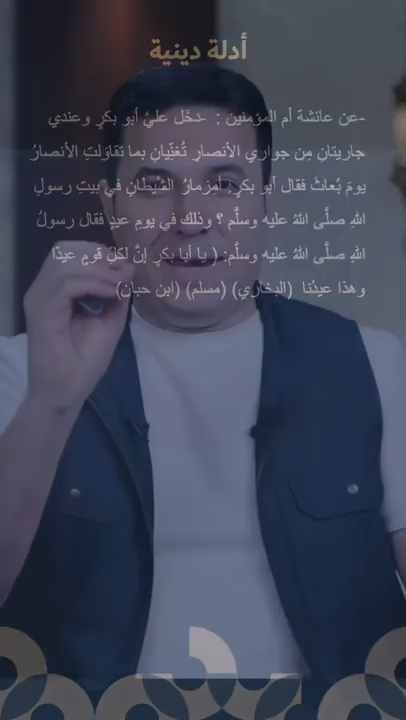 أدلة دينية
-عن عائشة أم المؤمنين : -دخَل عليَّ أبو بكرٍ وعندي
جاريتانِ مِن جواري الأنصارِ تُغنِّيانِ بما تقاوَلتِ الأنصارُ
يومَ بُعاثَ فقال أبو بكرٍ: أمزمارُ الشَّيطانِ في بيتِ رسولِ
اللهِ صلَّى اللهُ عليه وسلَّم ؟ وذلك في يومِ عيدٍ فقال رسولُ
اللهِ صلَّى اللهُ عليه وسلَّم: ( يا أبا بكرٍ إنَّ لكلِّ قومٍ عيدًا
وهذا عيدُنا (البخاري) (مسلم) (ابن حبان)